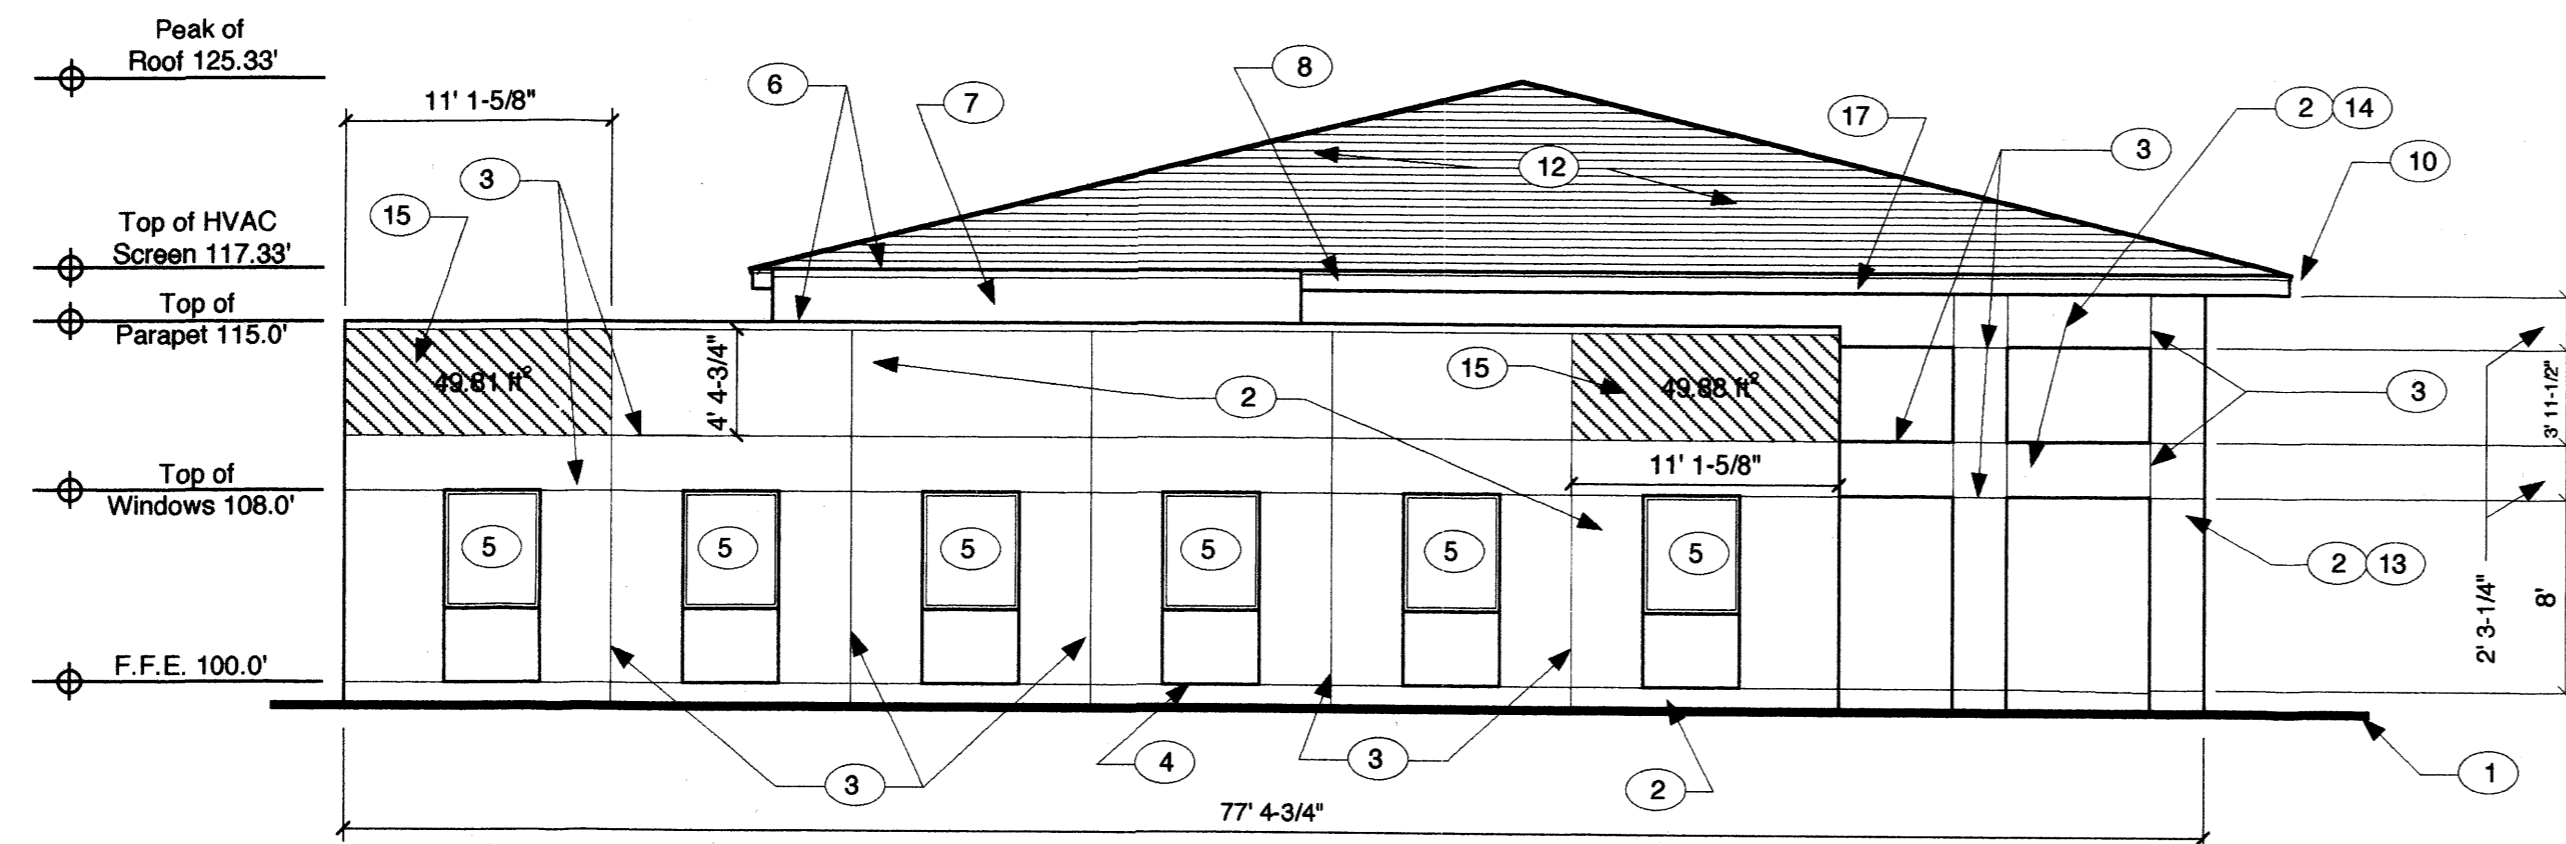 Peak of
Roof 125.33'
11' 1-5/8"
6
7
8
17
2 14
3
10
12
3
15
Top of HVAC
Screen 117.33'
Top of
Parapet 115.0'
49.81 ft²
4' 4-3/4"
15
49.88 ft²
2
3
3' 11-1/2"
11' 1-5/8"
Top of
Windows 108.0'
5
5
5
5
5
5
2 13
2' 3-1/4"
8'
F.F.E. 100.0'
3
4
3
2
1
77' 4-3/4"